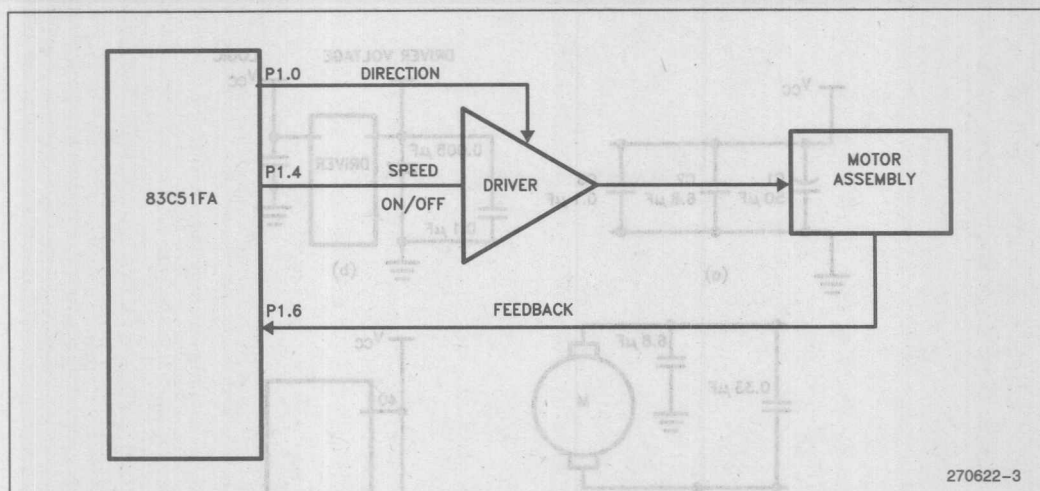 P1.0
DIRECTION
83C51FA
P1.4
SPEED
ON/OFF
DRIVER
MOTOR
ASSEMBLY
P1.6
FEEDBACK
270622-3